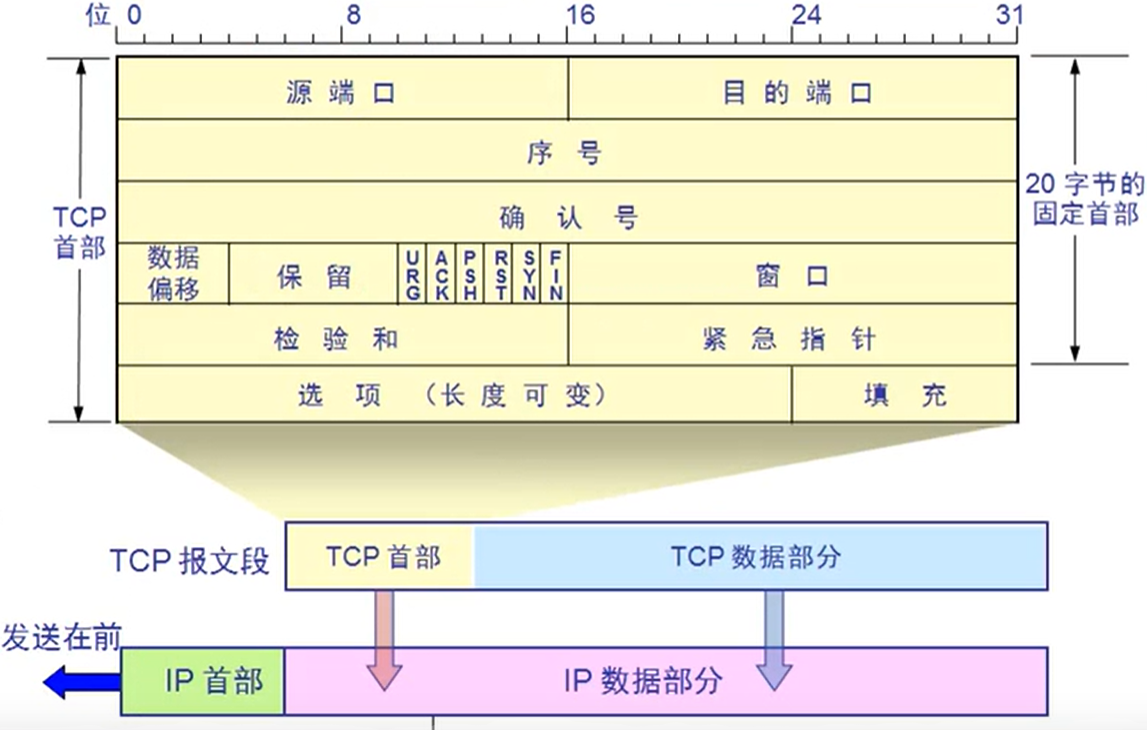 位 0 8 16 24 31
源端口 目的端口
序号
确认号
TCP
首部
20 字节的
固定首部
数据
偏移
保留 URG ACK PSH RST SYN FIN 窗口
检验和 紧急指针
选项（长度可变） 填充
TCP 报文段 TCP 首部 TCP 数据部分
发送在前
IP 首部 IP 数据部分